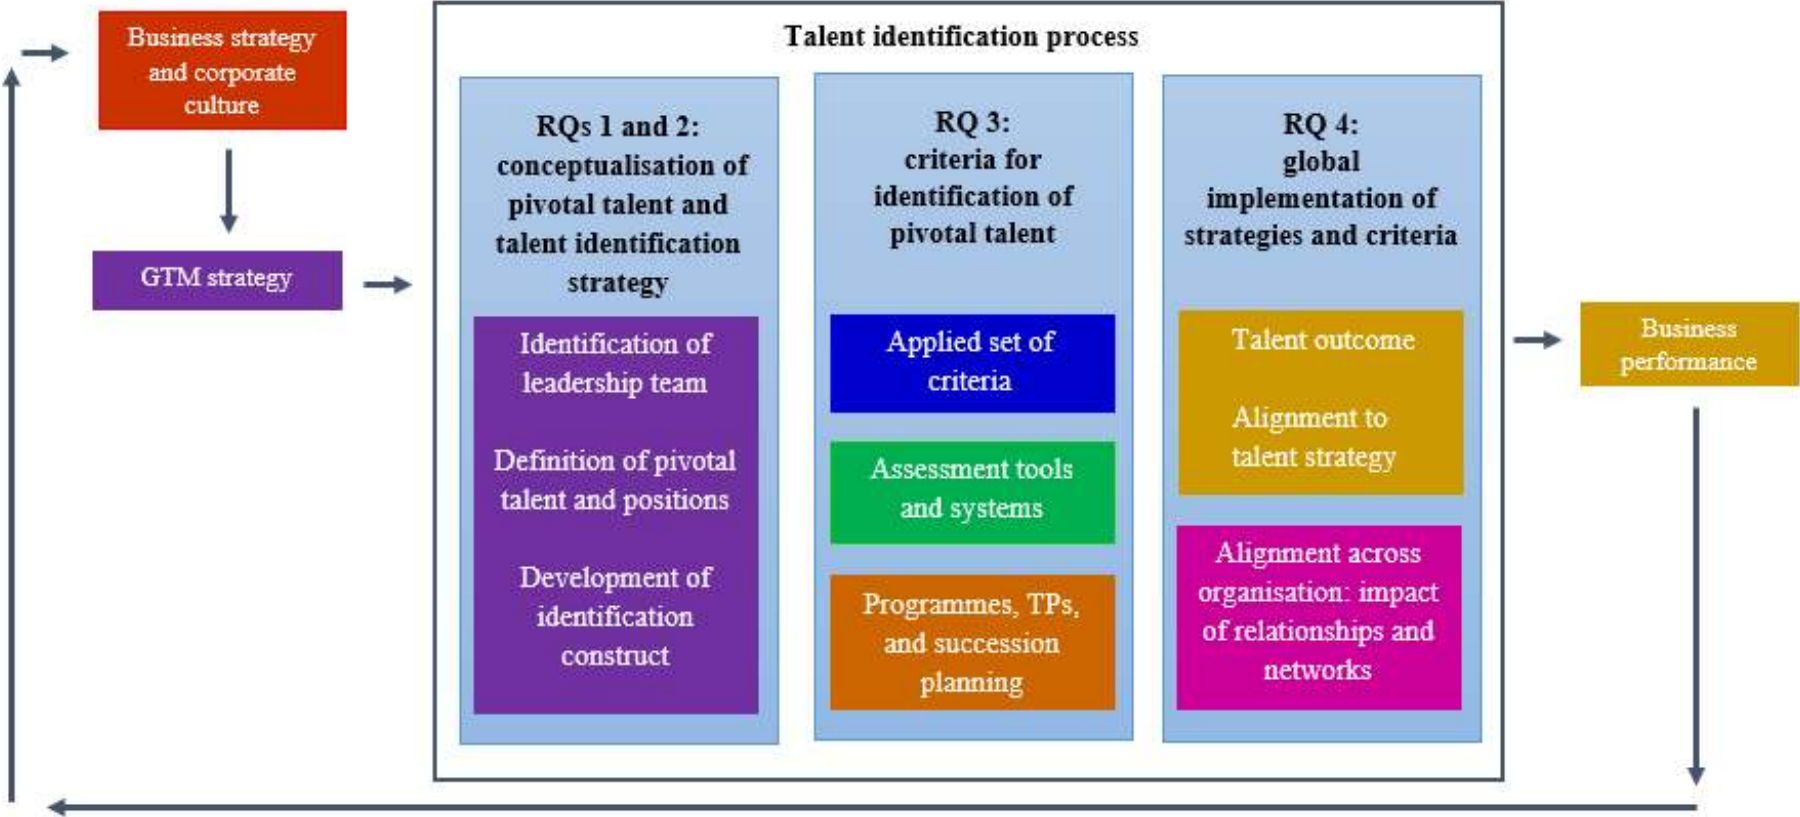 Business strategy
and corporate
culture
GTM strategy
Talent identification process
RQs 1 and 2:
conceptualisation of
pivotal talent and
talent identification
strategy
Identification of
leadership team
Definition of pivotal
talent and positions
Development of
identification
construct
RQ 3:
criteria for
identification of
pivotal talent
Applied set of
criteria
Assessment tools
and systems
Programmes, TPs,
and succession
planning
RQ 4:
global
implementation of
strategies and criteria
Talent outcome
Alignment to
talent strategy
Alignment across
organisation: impact
of relationships and
networks
Business
performance